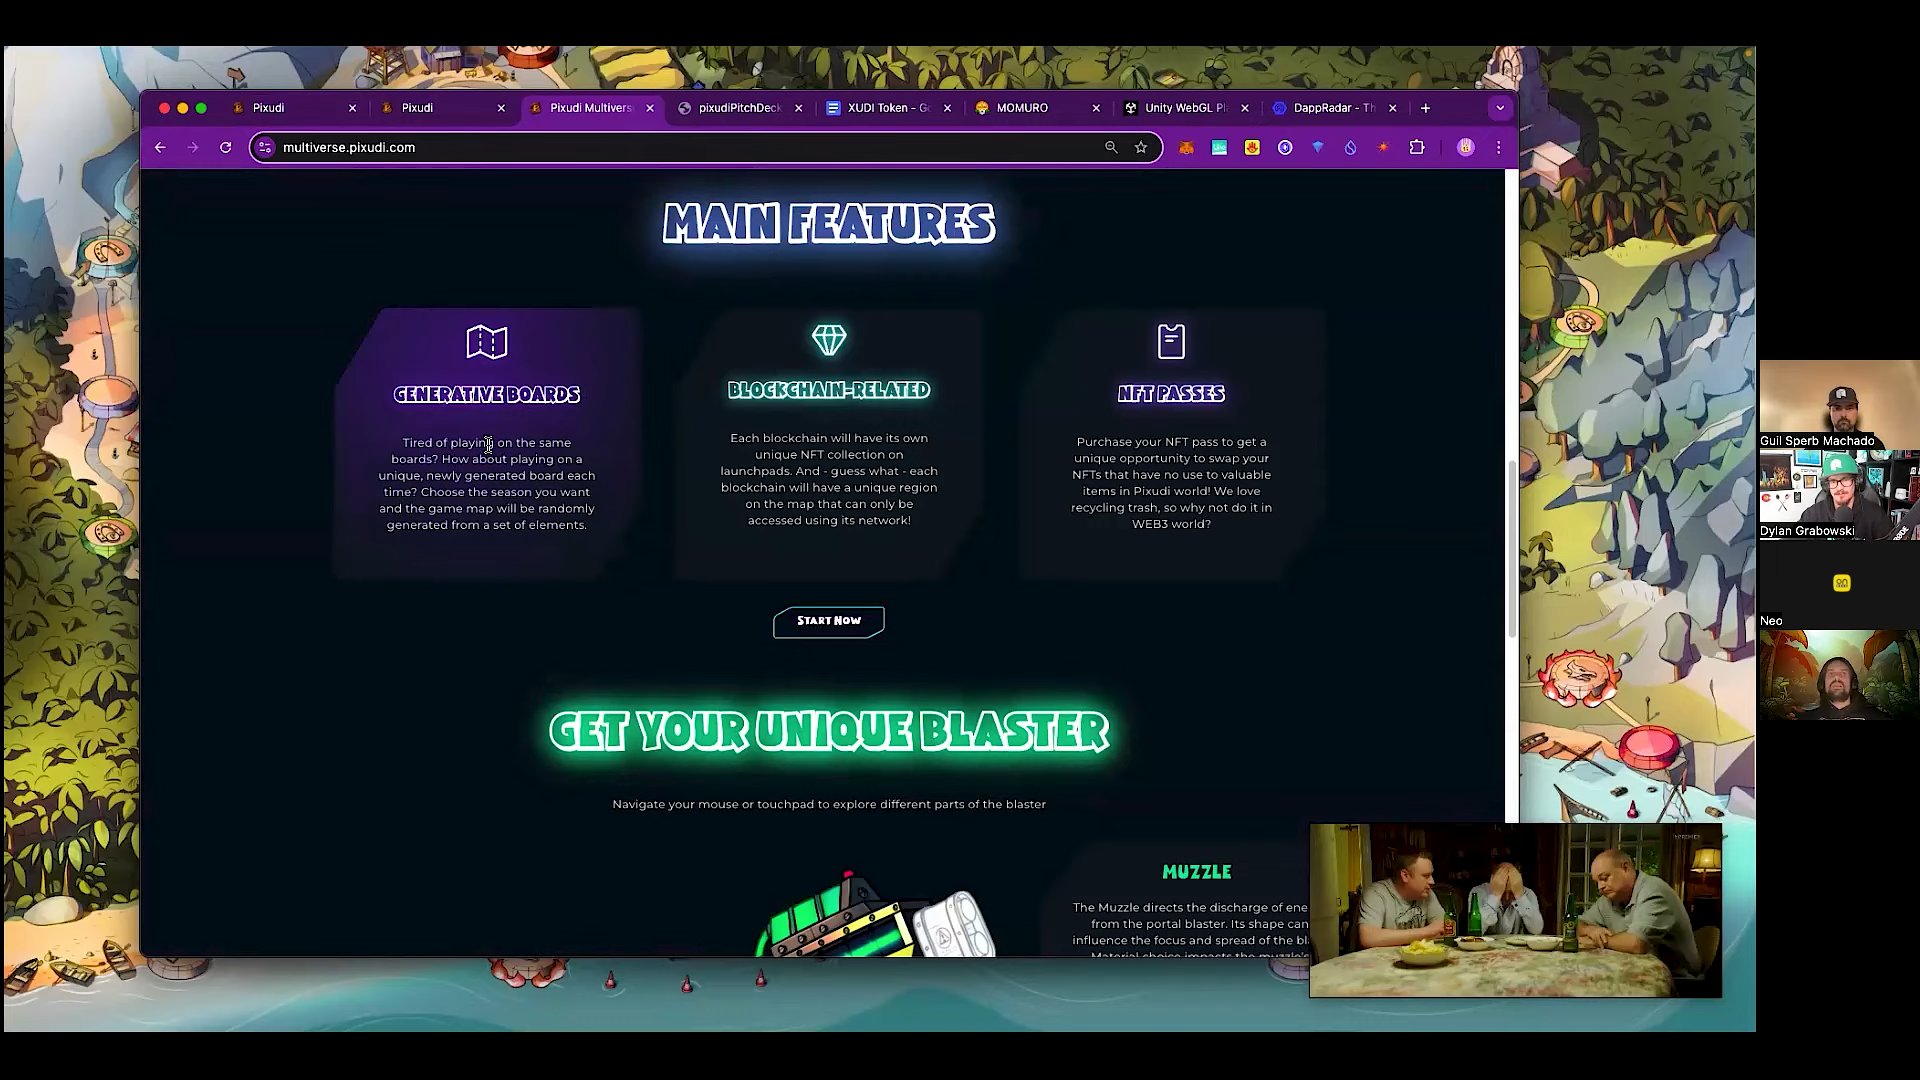 Pixudi
Pixudi
Pixudi Multivers
pixudiPitchDeck
XUDI Token - G
MOMURO
Unity WebGL Pl
DappRadar - Th
multiverse.pixudi.com
MAIN FEATURES
GENERATIVE BOARDS
Tired of playing on the same
boards? How about playing on a
unique, newly generated board each
time? Choose the season you want
and the game map will be randomly
generated from a set of elements.
BLOCKCHAIN-RELATED
Each blockchain will have its own
unique NFT collection on
launchpads. And - guess what - each
blockchain will have a unique region
on the map that can only be
accessed using its network!
NFT PASSES
Purchase your NFT pass to get a
unique opportunity to swap your
NFTs that have no use to valuable
items in Pixudi world! We love
recycling trash, so why not do it in
WEB3 world?
START NOW
GET YOUR UNIQUE BLASTER
Navigate your mouse or touchpad to explore different parts of the blaster
MUZZLE
The Muzzle directs the discharge of ene
from the portal blaster. Its shape can
influence the focus and spread of the bl
Material choice impacts the muzzle's
Guil Sperb Machado
Dylan Grabowski
Neo